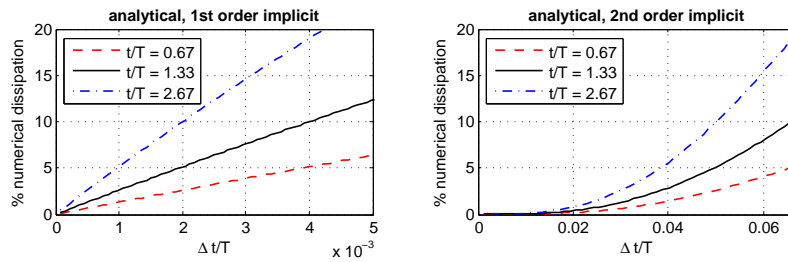 analytical, 1st order implicit
% numerical dissipation
20
15
10
5
0
t/T = 0.67
t/T = 1.33
t/T = 2.67
0
1
2
3
4
5
x 10⁻³
Δ t/T
analytical, 2nd order implicit
% numerical dissipation
20
15
10
5
0
t/T = 0.67
t/T = 1.33
t/T = 2.67
0
0.02
0.04
0.06
Δ t/T